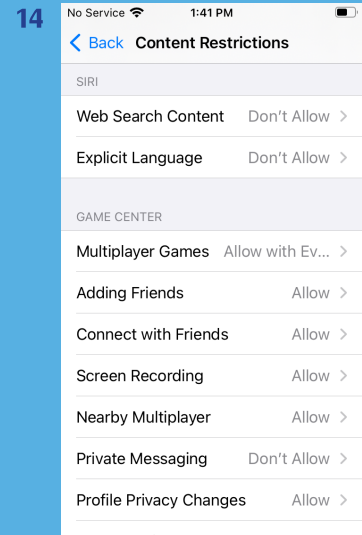 14
No Service 1:41 PM
Back Content Restrictions
SIRI
Web Search Content Don't Allow
Explicit Language Don't Allow
GAME CENTER
Multiplayer Games Allow with Ev...
Adding Friends Allow
Connect with Friends Allow
Screen Recording Allow
Nearby Multiplayer Allow
Private Messaging Don't Allow
Profile Privacy Changes Allow